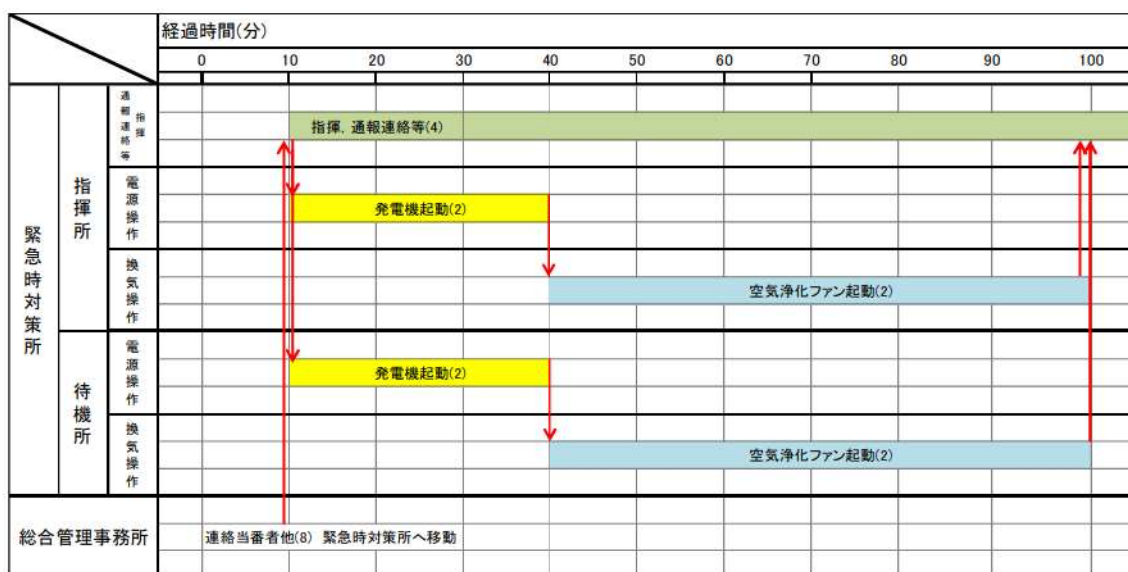 経過時間(分)
0 10 20 30 40 50 60 70 80 90 100
緊急時対策所
指揮所
通報連絡等
指揮
指揮, 通報連絡等(4)
電源操作
発電機起動(2)
換気操作
空気浄化ファン起動(2)
待機所
電源操作
発電機起動(2)
換気操作
空気浄化ファン起動(2)
総合管理事務所
連絡当番者他(8) 緊急時対策所へ移動